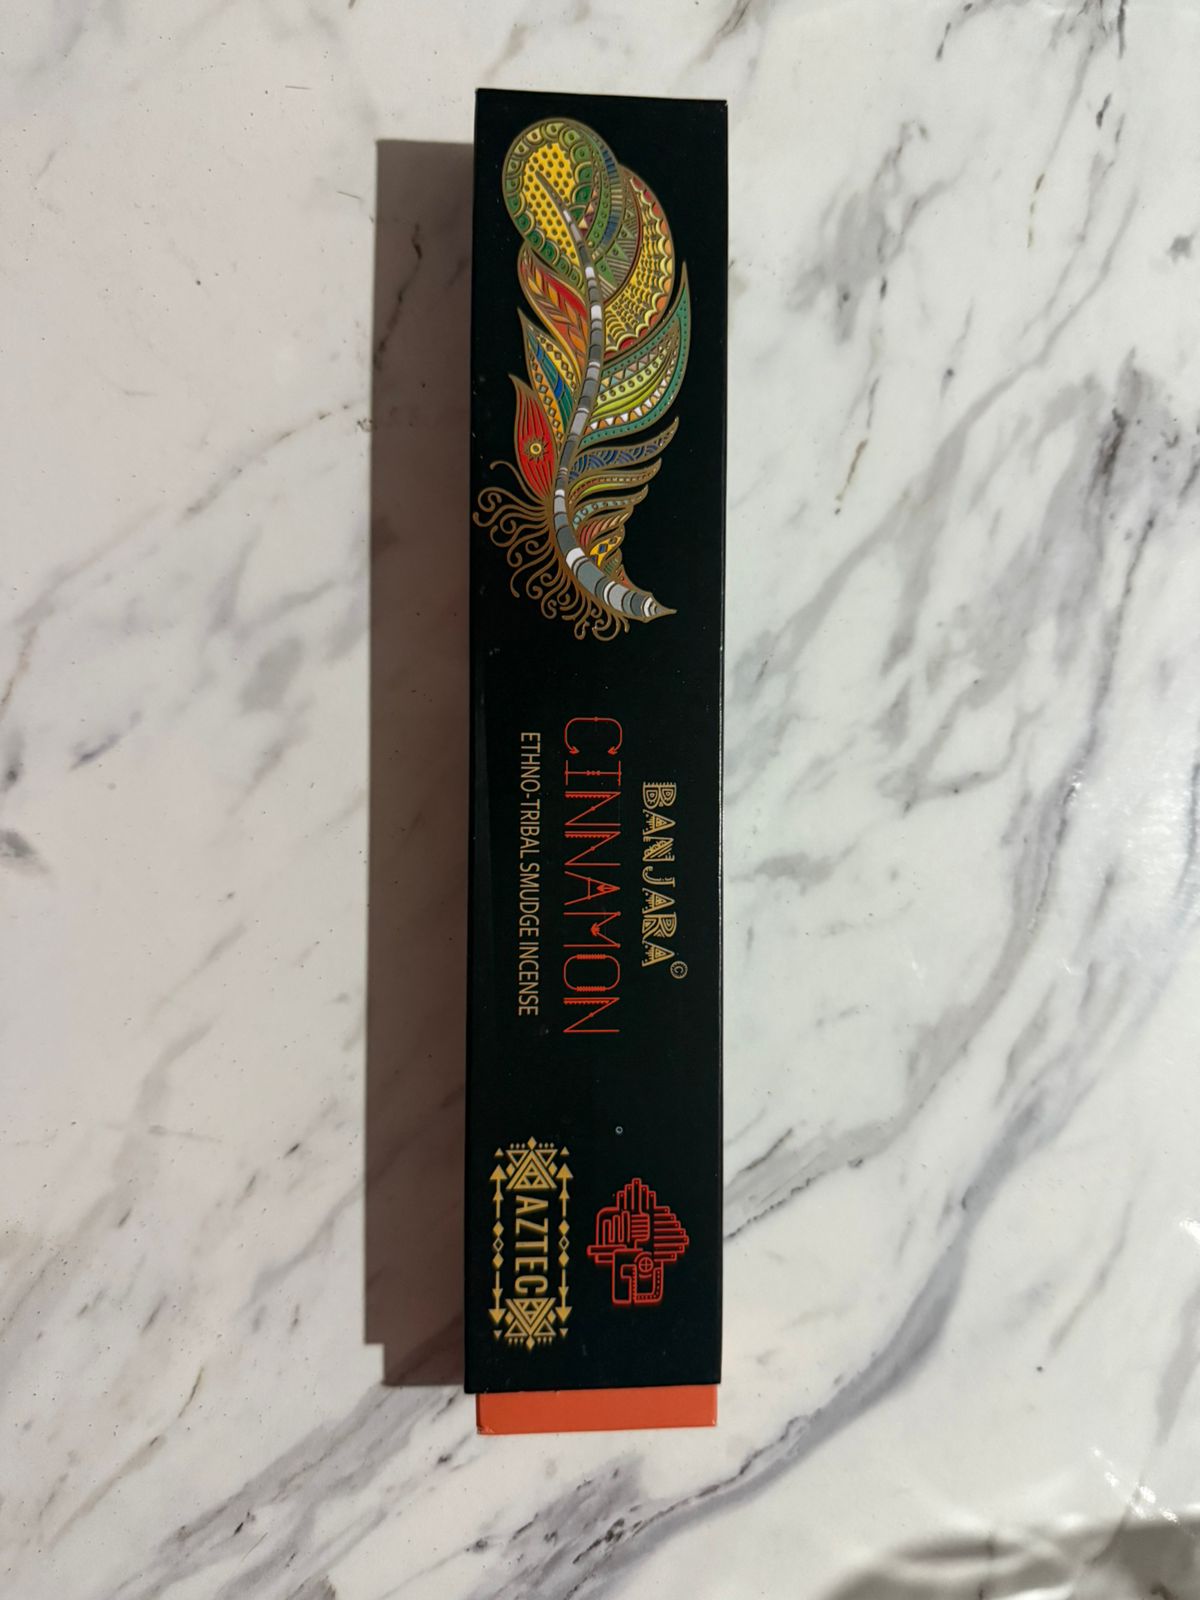 BANJARA©
CINNAMON
ETHNO-TRIBAL SMUDGE INCENSE
AZTEC